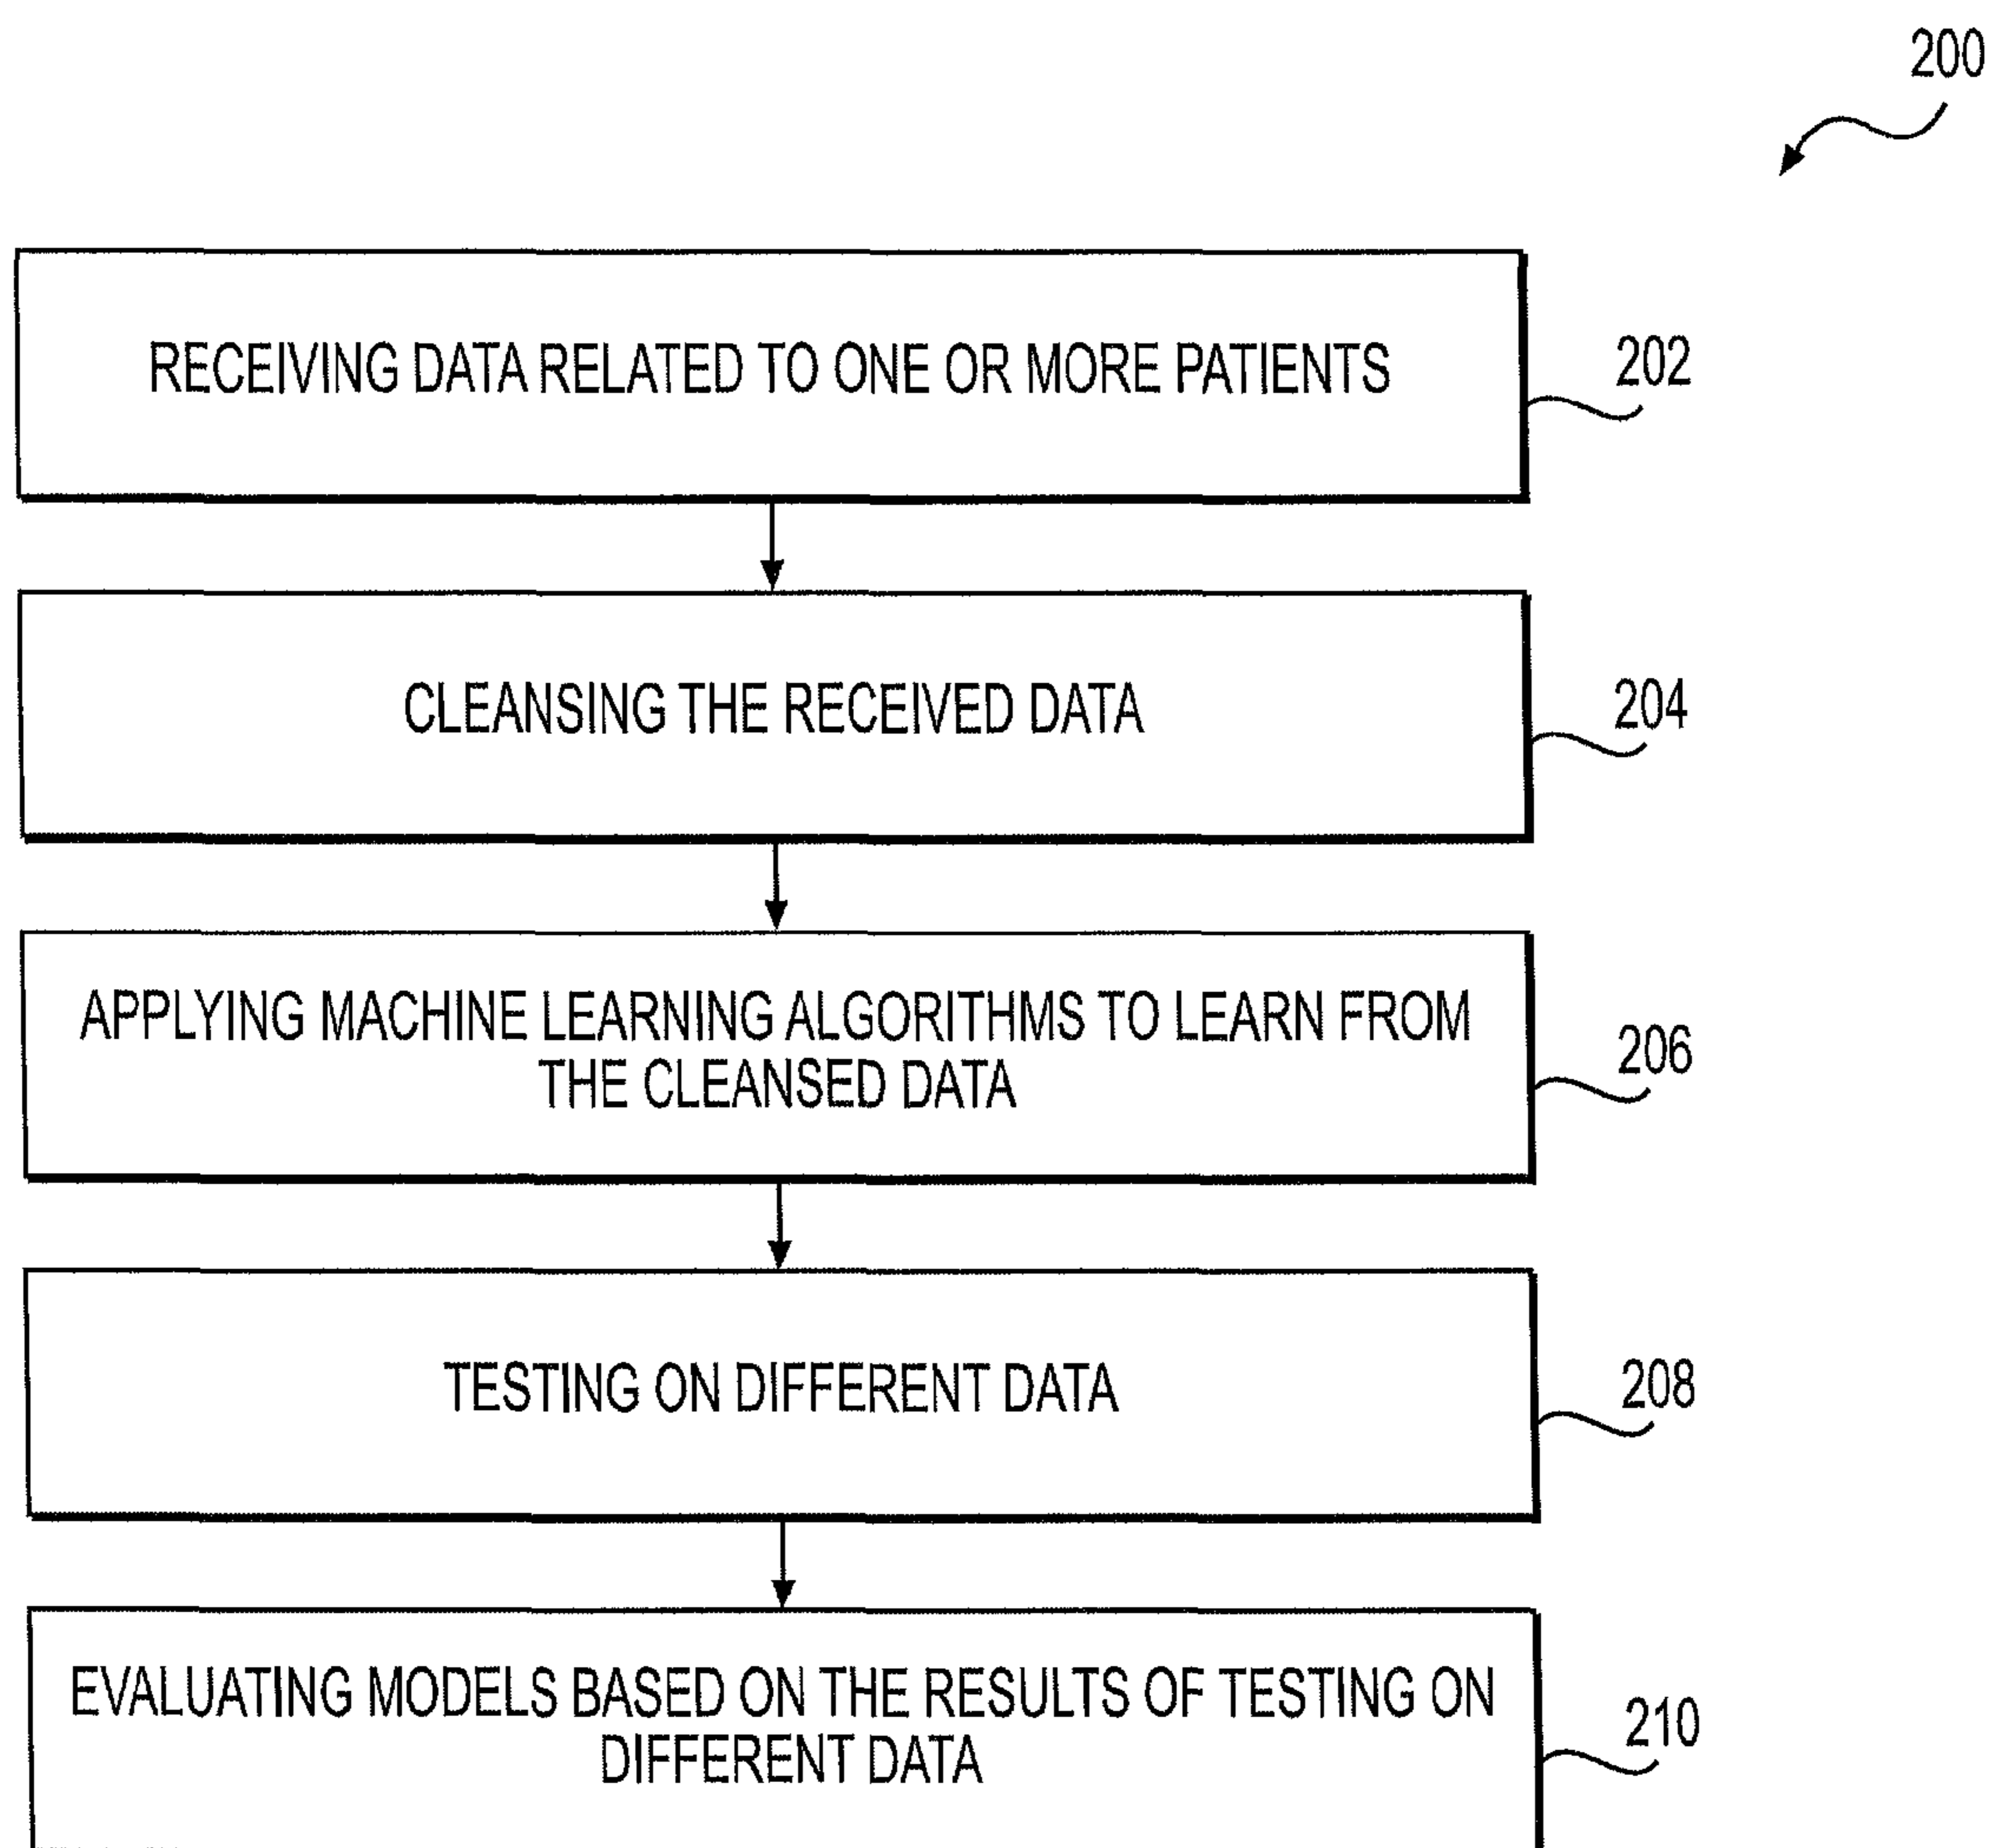 200
RECEIVING DATA RELATED TO ONE OR MORE PATIENTS
202
CLEANSING THE RECEIVED DATA
204
APPLYING MACHINE LEARNING ALGORITHMS TO LEARN FROM
THE CLEANSED DATA
206
TESTING ON DIFFERENT DATA
208
EVALUATING MODELS BASED ON THE RESULTS OF TESTING ON
DIFFERENT DATA
210